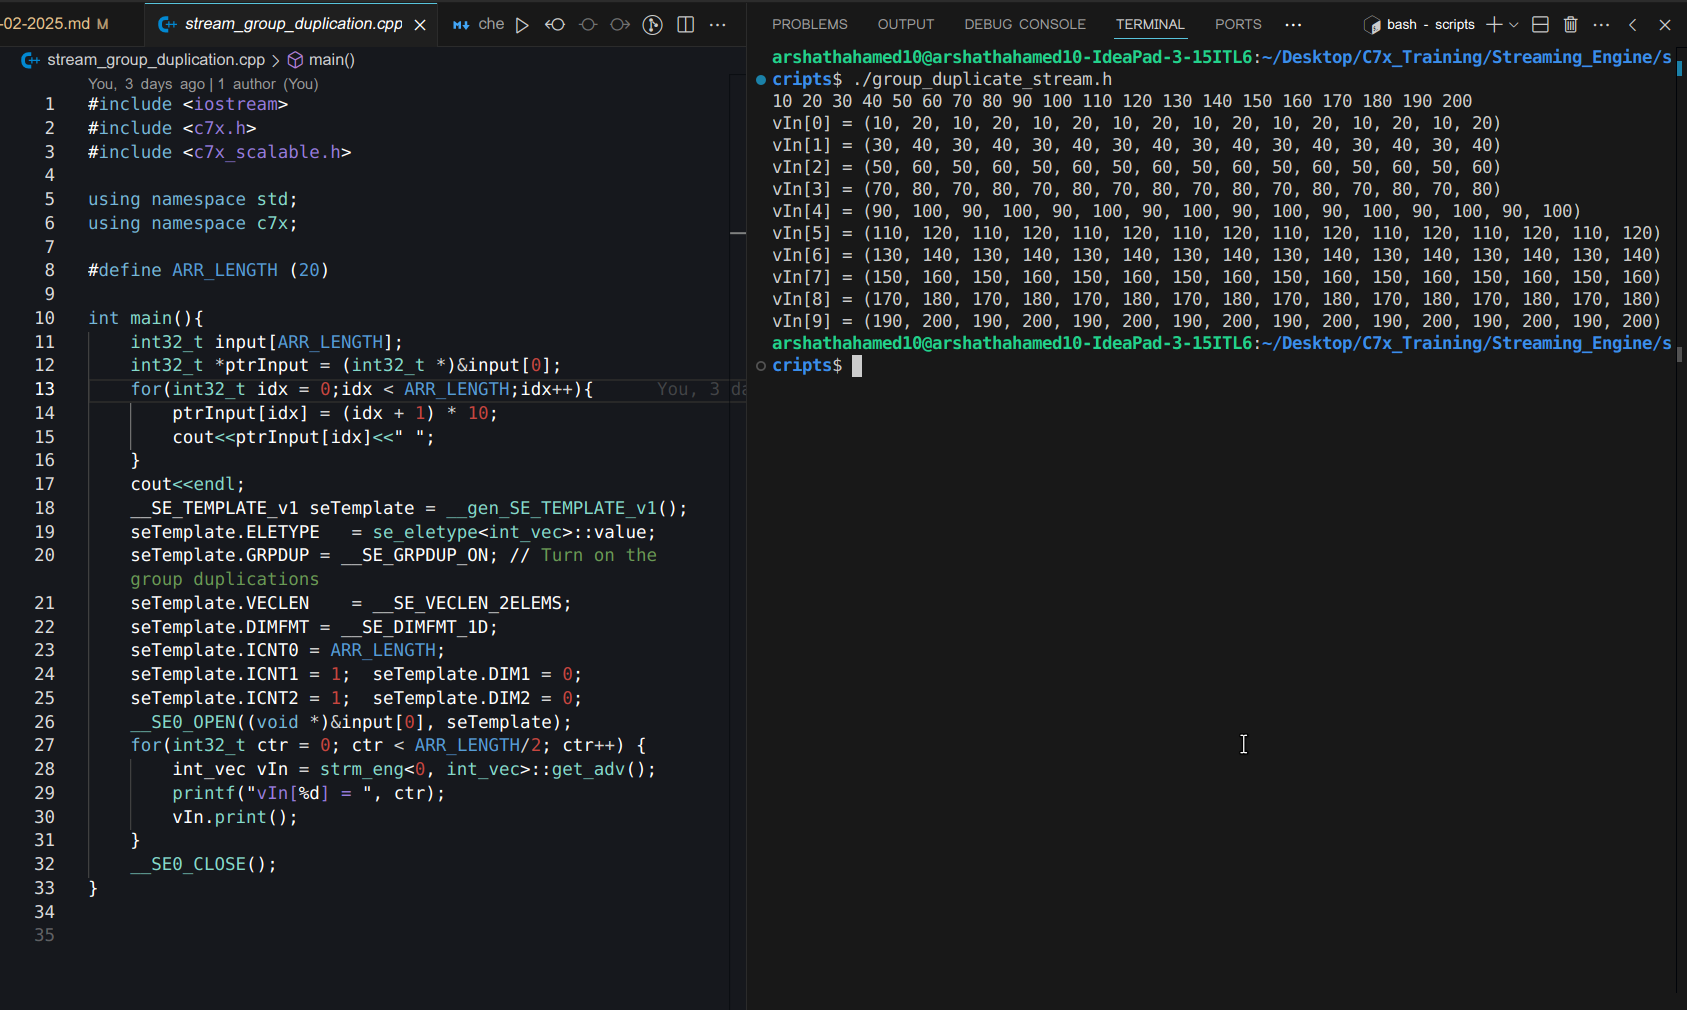 -02-2025.md M
stream_group_duplication.cpp
che
stream_group_duplication.cpp > main()
You, 3 days ago | 1 author (You)
1 #include <iostream>
2 #include <c7x.h>
3 #include <c7x_scalable.h>
4
5 using namespace std;
6 using namespace c7x;
7
8 #define ARR_LENGTH (20)
9
10 int main(){
11 int32_t input[ARR_LENGTH];
12 int32_t *ptrInput = (int32_t *)&input[0];
13 for(int32_t idx = 0;idx < ARR_LENGTH;idx++){ You, 3 da
14 ptrInput[idx] = (idx + 1) * 10;
15 cout<<ptrInput[idx]<<" ";
16 }
17 cout<<endl;
18 __SE_TEMPLATE_v1 seTemplate = __gen_SE_TEMPLATE_v1();
19 seTemplate.ELETYPE   = se_eletype<int_vec>::value;
20 seTemplate.GRPDUP = __SE_GRPDUP_ON; // Turn on the
group duplications
21 seTemplate.VECLEN    = __SE_VECLEN_2ELEMS;
22 seTemplate.DIMFMT = __SE_DIMFMT_1D;
23 seTemplate.ICNT0 = ARR_LENGTH;
24 seTemplate.ICNT1 = 1;  seTemplate.DIM1 = 0;
25 seTemplate.ICNT2 = 1;  seTemplate.DIM2 = 0;
26 __SE0_OPEN((void *)&input[0], seTemplate);
27 for(int32_t ctr = 0; ctr < ARR_LENGTH/2; ctr++) {
28 int_vec vIn = strm_eng<0, int_vec>::get_adv();
29 printf("vIn[%d] = ", ctr);
30 vIn.print();
31 }
32 __SE0_CLOSE();
33 }
34
35
PROBLEMS OUTPUT DEBUG CONSOLE TERMINAL PORTS ··· bash - scripts
arshathahamed10@arshathahamed10-IdeaPad-3-15ITL6:~/Desktop/C7x_Training/Streaming_Engine/s
cripts$ ./group_duplicate_stream.h
10 20 30 40 50 60 70 80 90 100 110 120 130 140 150 160 170 180 190 200
vIn[0] = (10, 20, 10, 20, 10, 20, 10, 20, 10, 20, 10, 20, 10, 20, 10, 20)
vIn[1] = (30, 40, 30, 40, 30, 40, 30, 40, 30, 40, 30, 40, 30, 40, 30, 40)
vIn[2] = (50, 60, 50, 60, 50, 60, 50, 60, 50, 60, 50, 60, 50, 60, 50, 60)
vIn[3] = (70, 80, 70, 80, 70, 80, 70, 80, 70, 80, 70, 80, 70, 80, 70, 80)
vIn[4] = (90, 100, 90, 100, 90, 100, 90, 100, 90, 100, 90, 100, 90, 100, 90, 100)
vIn[5] = (110, 120, 110, 120, 110, 120, 110, 120, 110, 120, 110, 120, 110, 120, 110, 120)
vIn[6] = (130, 140, 130, 140, 130, 140, 130, 140, 130, 140, 130, 140, 130, 140, 130, 140)
vIn[7] = (150, 160, 150, 160, 150, 160, 150, 160, 150, 160, 150, 160, 150, 160, 150, 160)
vIn[8] = (170, 180, 170, 180, 170, 180, 170, 180, 170, 180, 170, 180, 170, 180, 170, 180)
vIn[9] = (190, 200, 190, 200, 190, 200, 190, 200, 190, 200, 190, 200, 190, 200, 190, 200)
arshathahamed10@arshathahamed10-IdeaPad-3-15ITL6:~/Desktop/C7x_Training/Streaming_Engine/s
cripts$